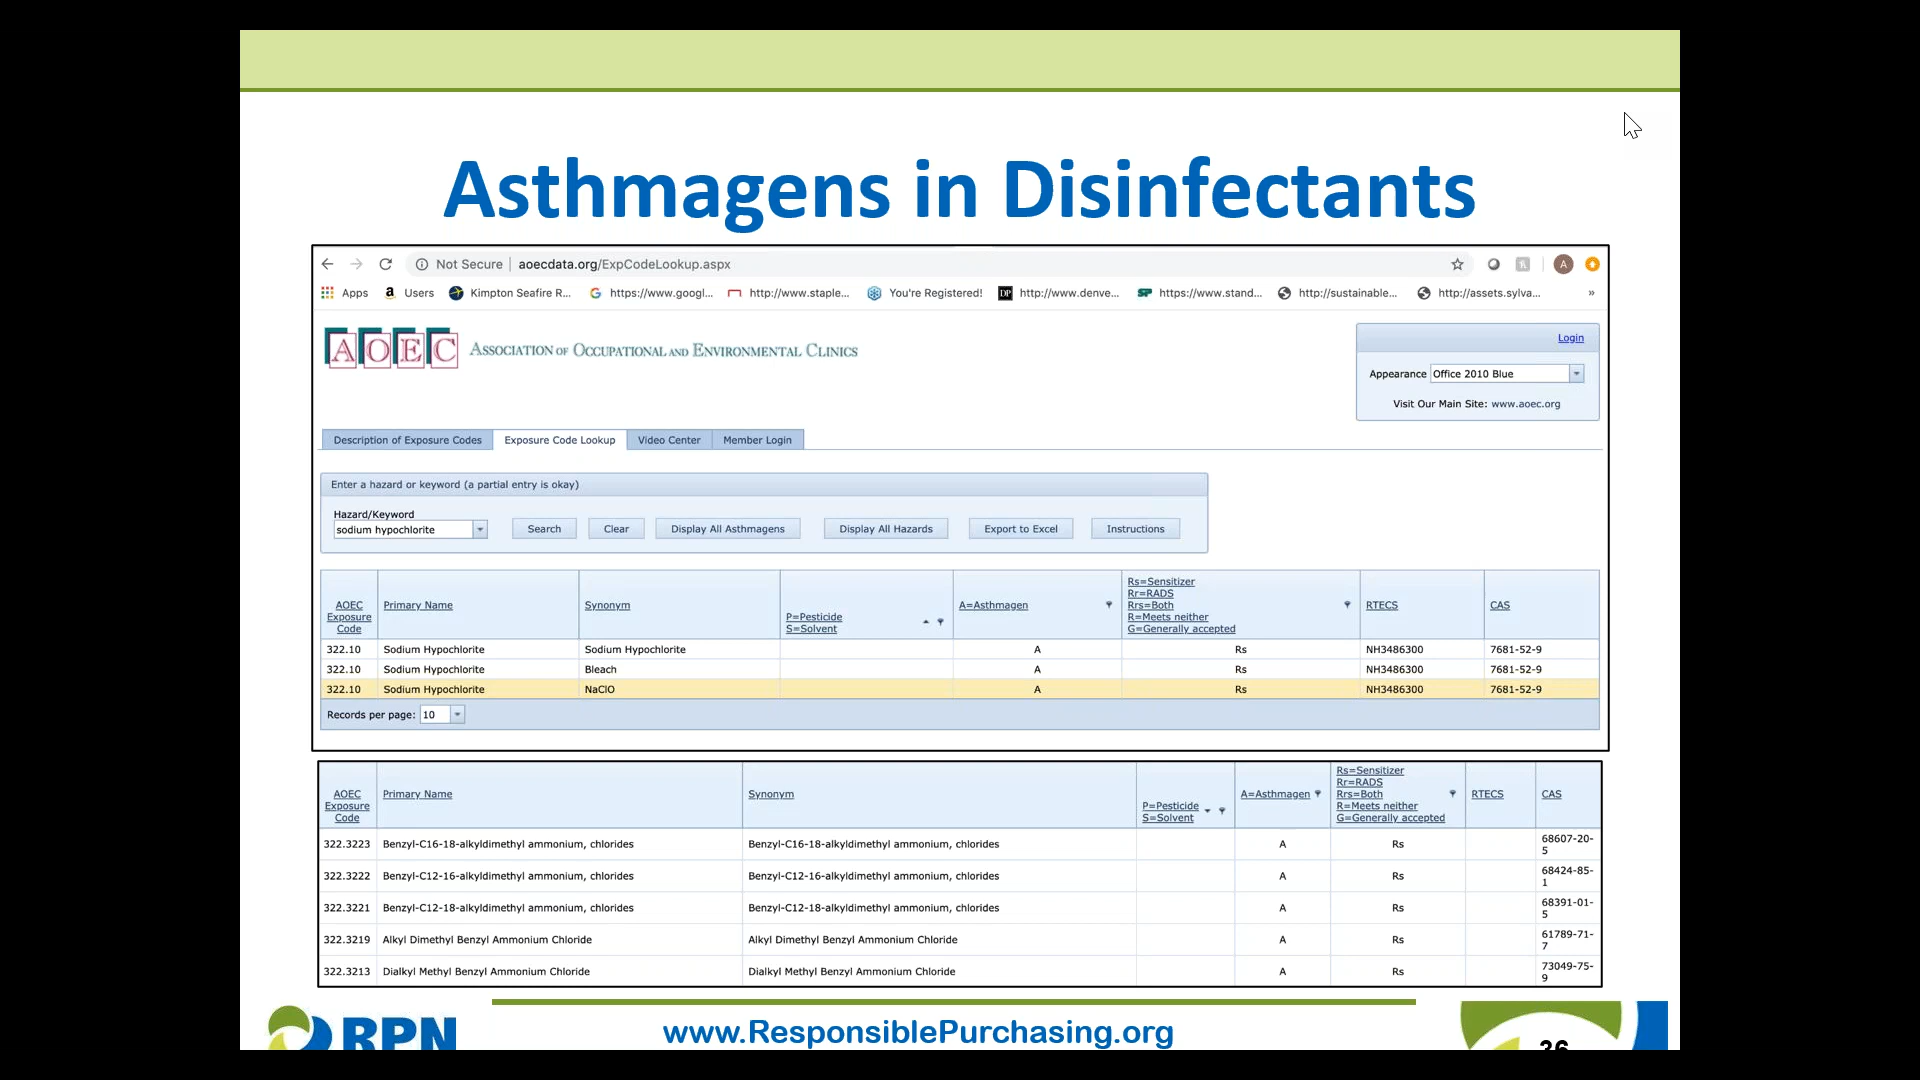 Asthmagens in Disinfectants
Not Secure | aoecdata.org/ExpCodeLookup.aspx
A
Apps Users Kimpton Seafire R... https://www.googl... http://www.staple... You're Registered! DP http://www.denve... https://www.stand... http://sustainable... http://assets.sylva... »
AOEC ASSOCIATION OF OCCUPATIONAL AND ENVIRONMENTAL CLINICS
Login
Appearance Office 2010 Blue
Visit Our Main Site: www.aoec.org
Description of Exposure Codes Exposure Code Lookup Video Center Member Login
Enter a hazard or keyword (a partial entry is okay)
Hazard/Keyword
sodium hypochlorite Search Clear Display All Asthmagens Display All Hazards Export to Excel Instructions
AOEC Exposure Code Primary Name Synonym P=Pesticide S=Solvent A=Asthmagen Rs=Sensitizer Rr=RADS Rrs=Both R=Meets neither G=Generally accepted RTECS CAS
322.10 Sodium Hypochlorite Sodium Hypochlorite A Rs NH3486300 7681-52-9
322.10 Sodium Hypochlorite Bleach A Rs NH3486300 7681-52-9
322.10 Sodium Hypochlorite NaClO A Rs NH3486300 7681-52-9
Records per page: 10
AOEC Exposure Code Primary Name Synonym P=Pesticide S=Solvent A=Asthmagen Rs=Sensitizer Rr=RADS Rrs=Both R=Meets neither G=Generally accepted RTECS CAS
322.3223 Benzyl-C16-18-alkyldimethyl ammonium, chlorides Benzyl-C16-18-alkyldimethyl ammonium, chlorides A Rs 68607-20-5
322.3222 Benzyl-C12-16-alkyldimethyl ammonium, chlorides Benzyl-C12-16-alkyldimethyl ammonium, chlorides A Rs 68424-85-1
322.3221 Benzyl-C12-18-alkyldimethyl ammonium, chlorides Benzyl-C12-18-alkyldimethyl ammonium, chlorides A Rs 68391-01-5
322.3219 Alkyl Dimethyl Benzyl Ammonium Chloride Alkyl Dimethyl Benzyl Ammonium Chloride A Rs 61789-71-7
322.3213 Dialkyl Methyl Benzyl Ammonium Chloride Dialkyl Methyl Benzyl Ammonium Chloride A Rs 73049-75-9
RPN www.ResponsiblePurchasing.org 36